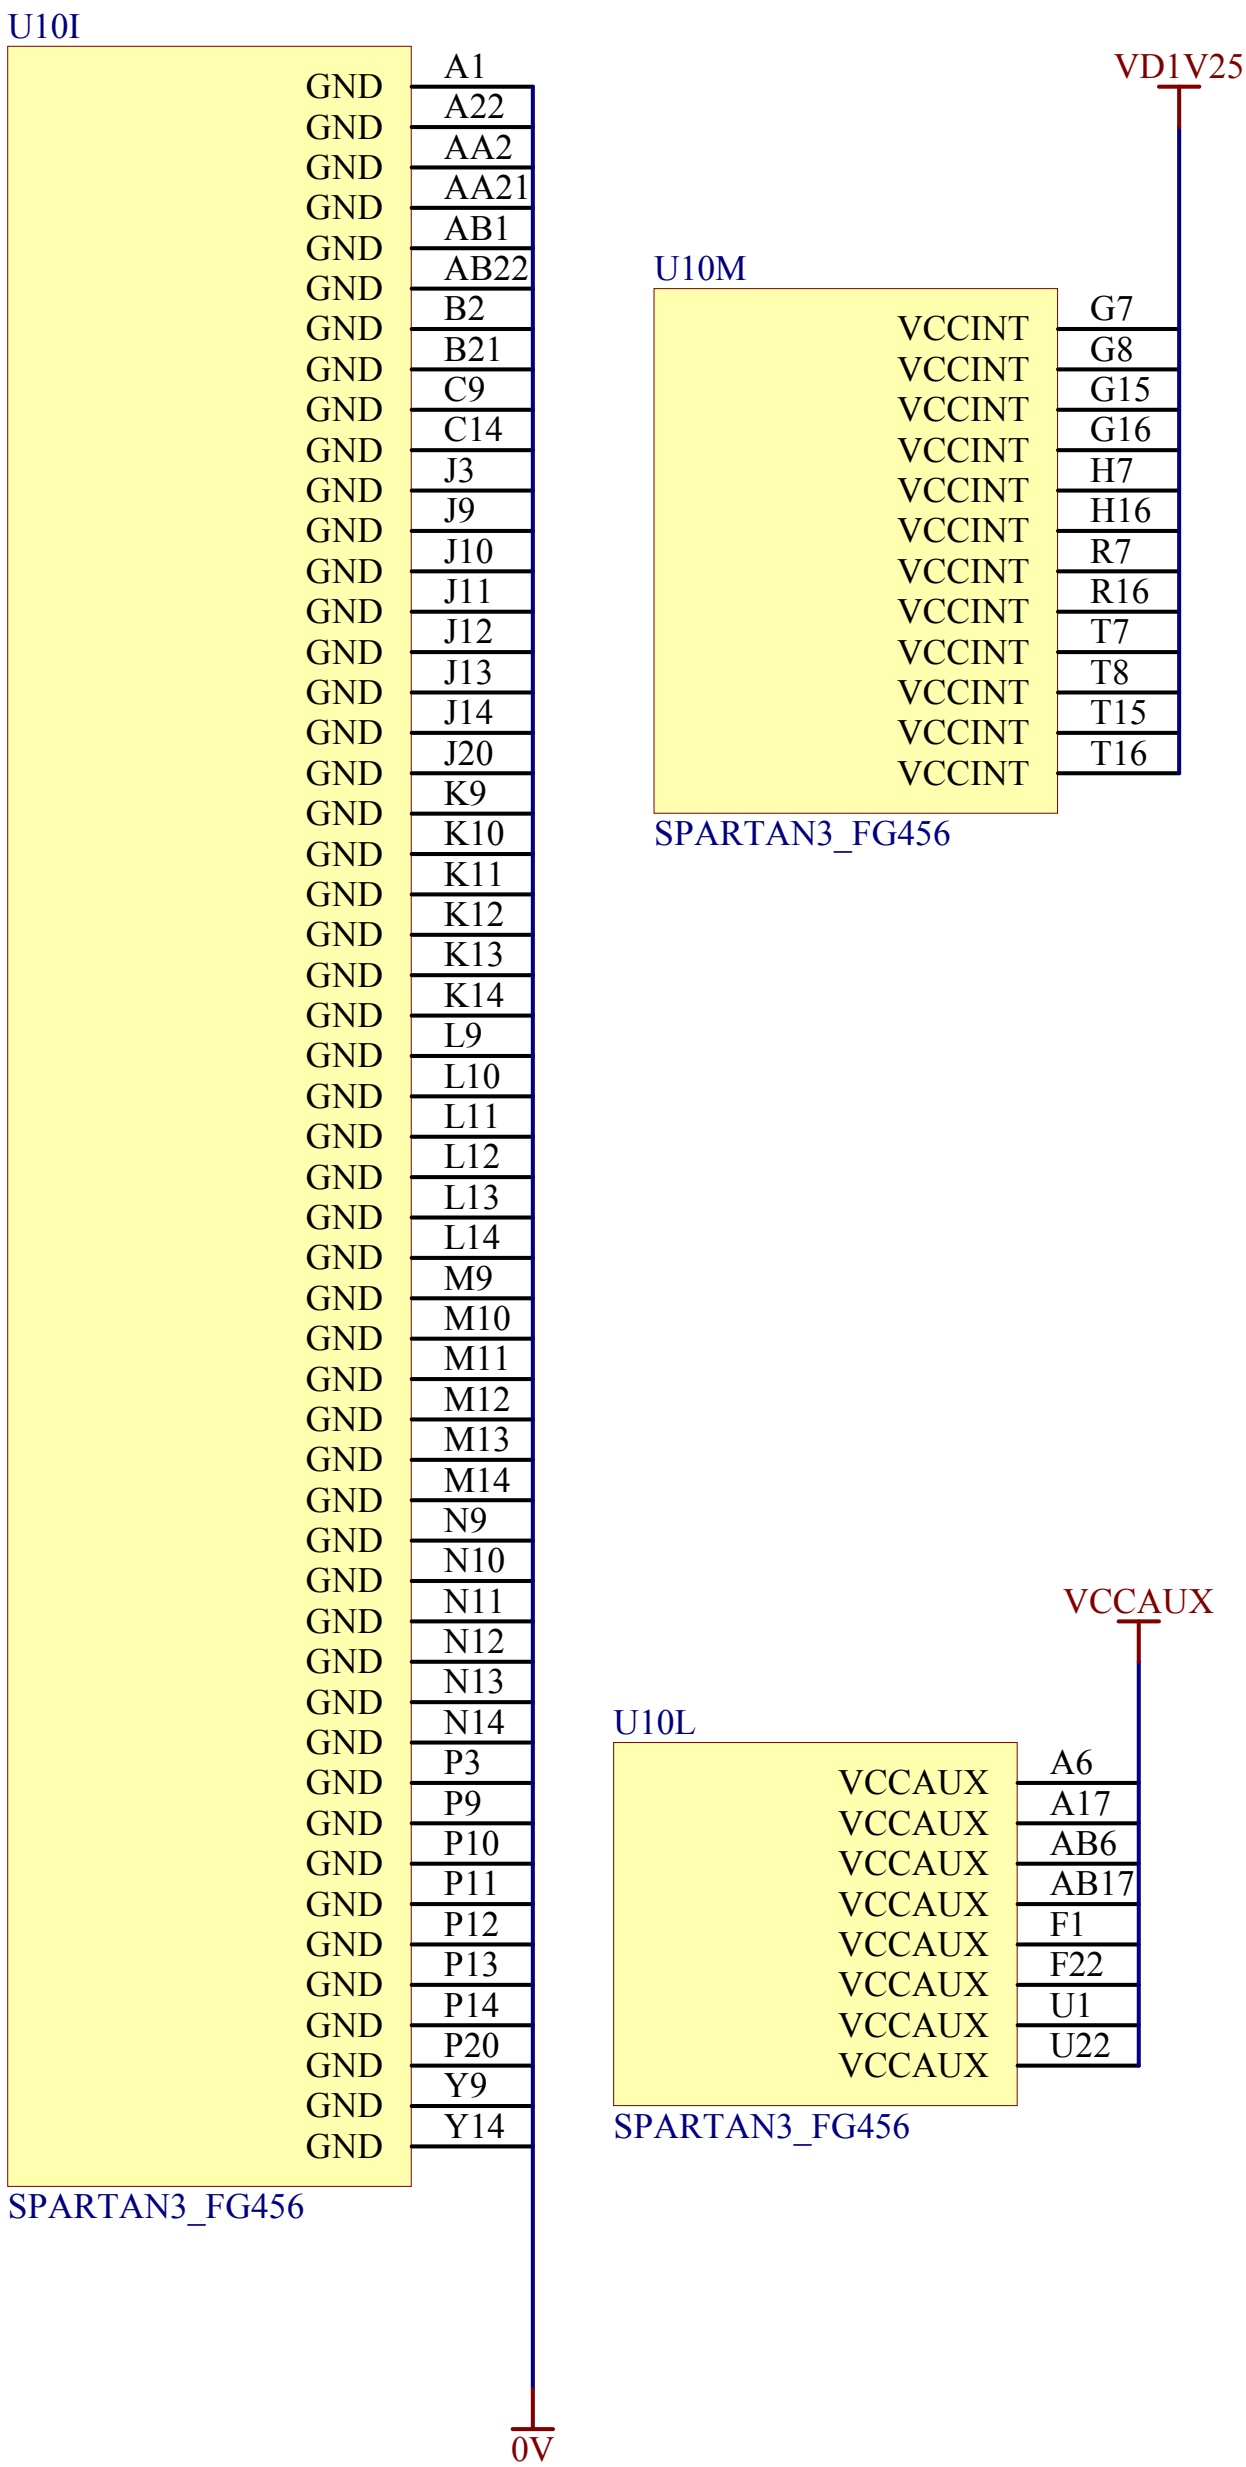 U10I
GND A1
GND A22
GND AA2
GND AA21
GND AB1
GND AB22
GND B2
GND B21
GND C9
GND C14
GND J3
GND J9
GND J10
GND J11
GND J12
GND J13
GND J14
GND J20
GND K9
GND K10
GND K11
GND K12
GND K13
GND K14
GND L9
GND L10
GND L11
GND L12
GND L13
GND L14
GND M9
GND M10
GND M11
GND M12
GND M13
GND M14
GND N9
GND N10
GND N11
GND N12
GND N13
GND N14
GND P3
GND P9
GND P10
GND P11
GND P12
GND P13
GND P14
GND P20
GND Y9
GND Y14
SPARTAN3_FG456
0V
VD1V25
U10M
VCCINT G7
VCCINT G8
VCCINT G15
VCCINT G16
VCCINT H7
VCCINT H16
VCCINT R7
VCCINT R16
VCCINT T7
VCCINT T8
VCCINT T15
VCCINT T16
SPARTAN3_FG456
VCCAUX
U10L
VCCAUX A6
VCCAUX A17
VCCAUX AB6
VCCAUX AB17
VCCAUX F1
VCCAUX F22
VCCAUX U1
VCCAUX U22
SPARTAN3_FG456